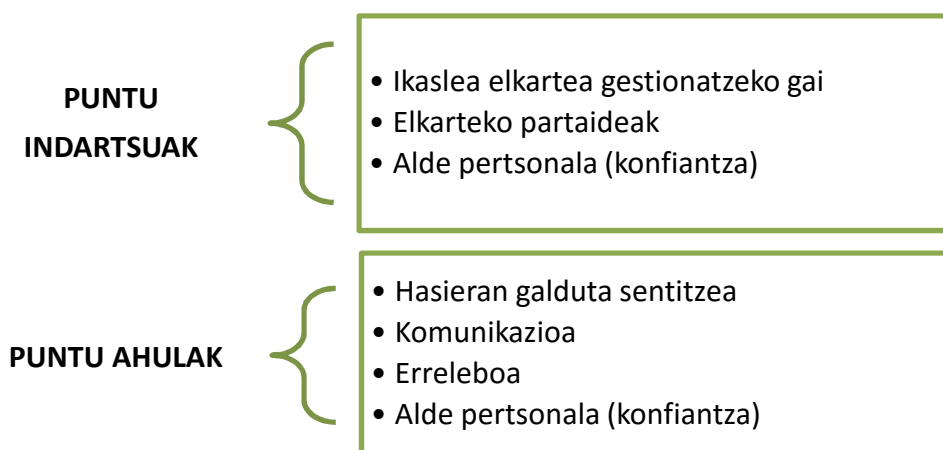 PUNTU
INDARTSUAK
• Ikaslea elkartea gestionatzeko gai
• Elkarteko partaideak
• Alde pertsonala (konfiantza)
PUNTU AHULAK
• Hasieran galduta sentitzea
• Komunikazioa
• Erreleboa
• Alde pertsonala (konfiantza)